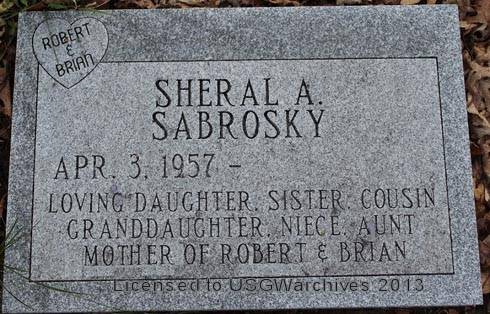 ROBERT
&
BRIAN
SHERAL A.
SABROSKY
APR. 3, 1957 -
LOVING DAUGHTER, SISTER, COUSIN
GRANDDAUGHTER, NIECE, AUNT
MOTHER OF ROBERT & BRIAN
Licensed to USGWarchives 2013